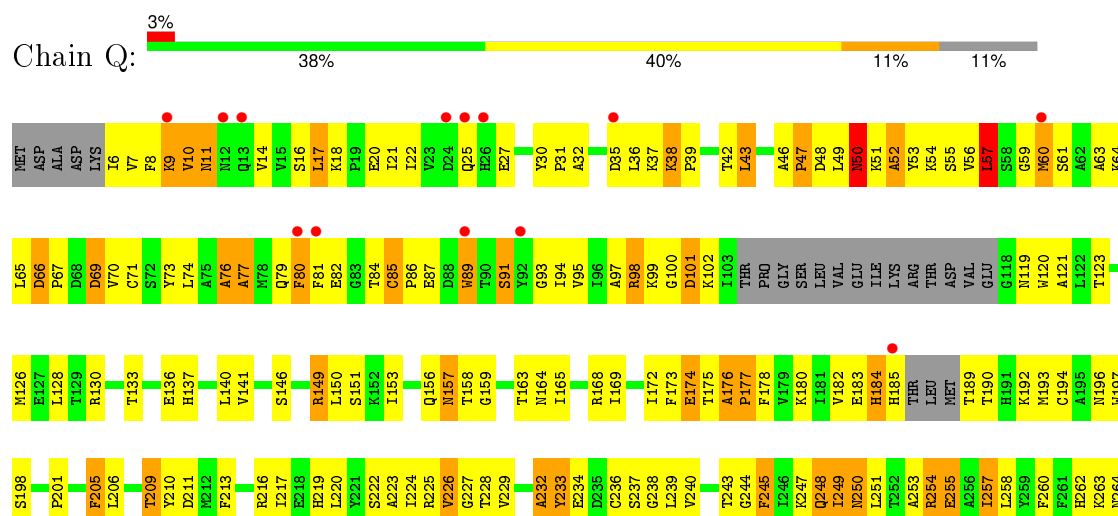 3%
Chain Q:
38% 40% 11% 11%
MET ASP ALA ASP LYS I6 V7 F8 K9 V10 N11 N12 Q13 V14 V15 S16 L17 K18 P19 E20 I21 I22 V23 D24 Q25 H26 E27 Y30 P31 A32 D35 L36 K37 K38 P39 T42 L43 A46 P47 D48 L49 N50 K51 A52 Y53 K54 S55 V56 L57 S58 G59 M60 S61 A62 A63 K64
L65 D66 P67 D68 D69 V70 C71 S72 Y73 L74 A75 A76 A77 M78 Q79 F80 F81 E82 G83 T84 C85 P86 E87 D88 W89 T90 S91 Y92 G93 I94 V95 I96 A97 R98 K99 G100 D101 K102 I103 THR PRO GLY SER LEU VAL GLU ILE LYS ARG THR ASP VAL GLU G118 N119 W120 A121 L122 T123
M126 E127 L128 T129 R130 T133 E136 H137 L140 V141 S146 R149 L150 S151 K152 I153 Q156 N157 T158 G159 T163 N164 I165 R168 I169 I172 F173 E174 T175 A176 P177 F178 V179 K180 I181 V182 E183 H184 H185 THR LEU MET T189 T190 H191 K192 M193 C194 A195 N196 W197
S198 P201 F205 L206 T209 Y210 D211 M212 F213 R216 I217 E218 H219 L220 Y221 S222 A223 I224 R225 V226 G227 T228 V229 A232 Y233 E234 D235 C236 S237 G238 L239 V240 T243 G244 F245 I246 K247 Q248 I249 N250 L251 T252 A253 R254 E255 A256 I257 L258 Y259 F260 F261 H262 K263